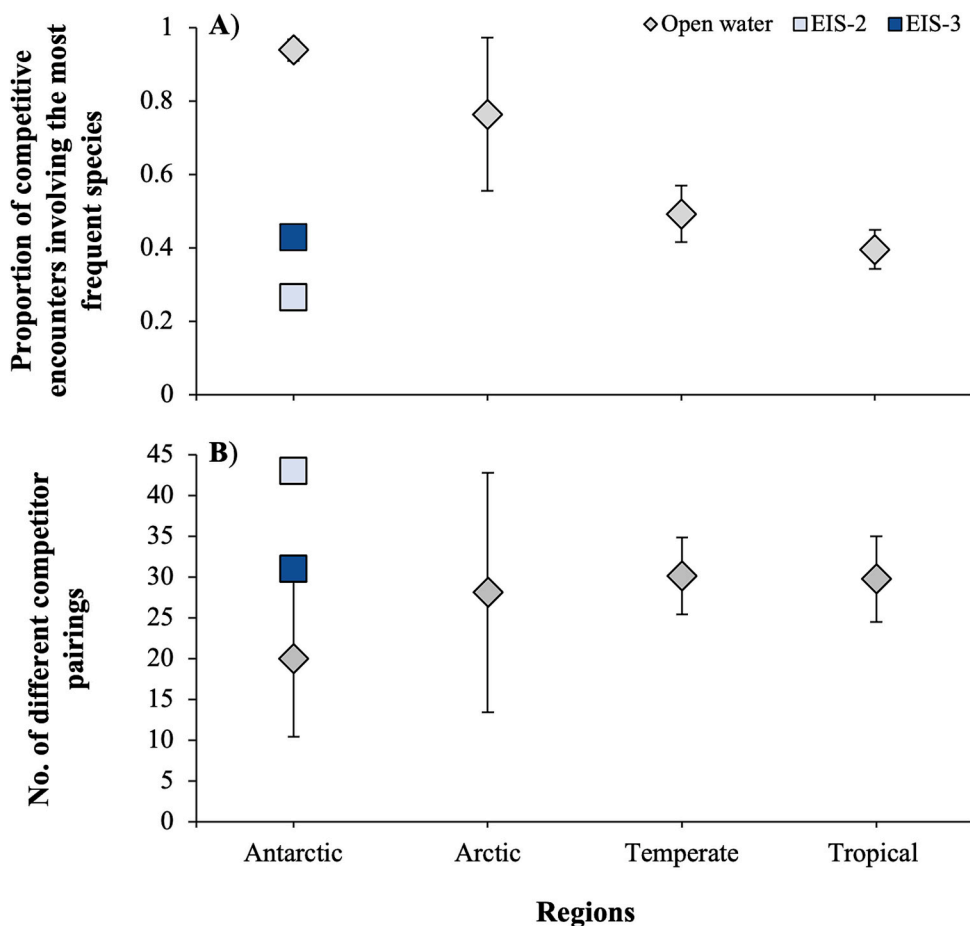 A)
Open water
EIS-2
EIS-3
Proportion of competitive
encounters involving the most
frequent species
1
0.8
0.6
0.4
0.2
0
B)
No. of different competitor
pairings
45
40
35
30
25
20
15
10
5
0
Antarctic
Arctic
Temperate
Tropical
Regions